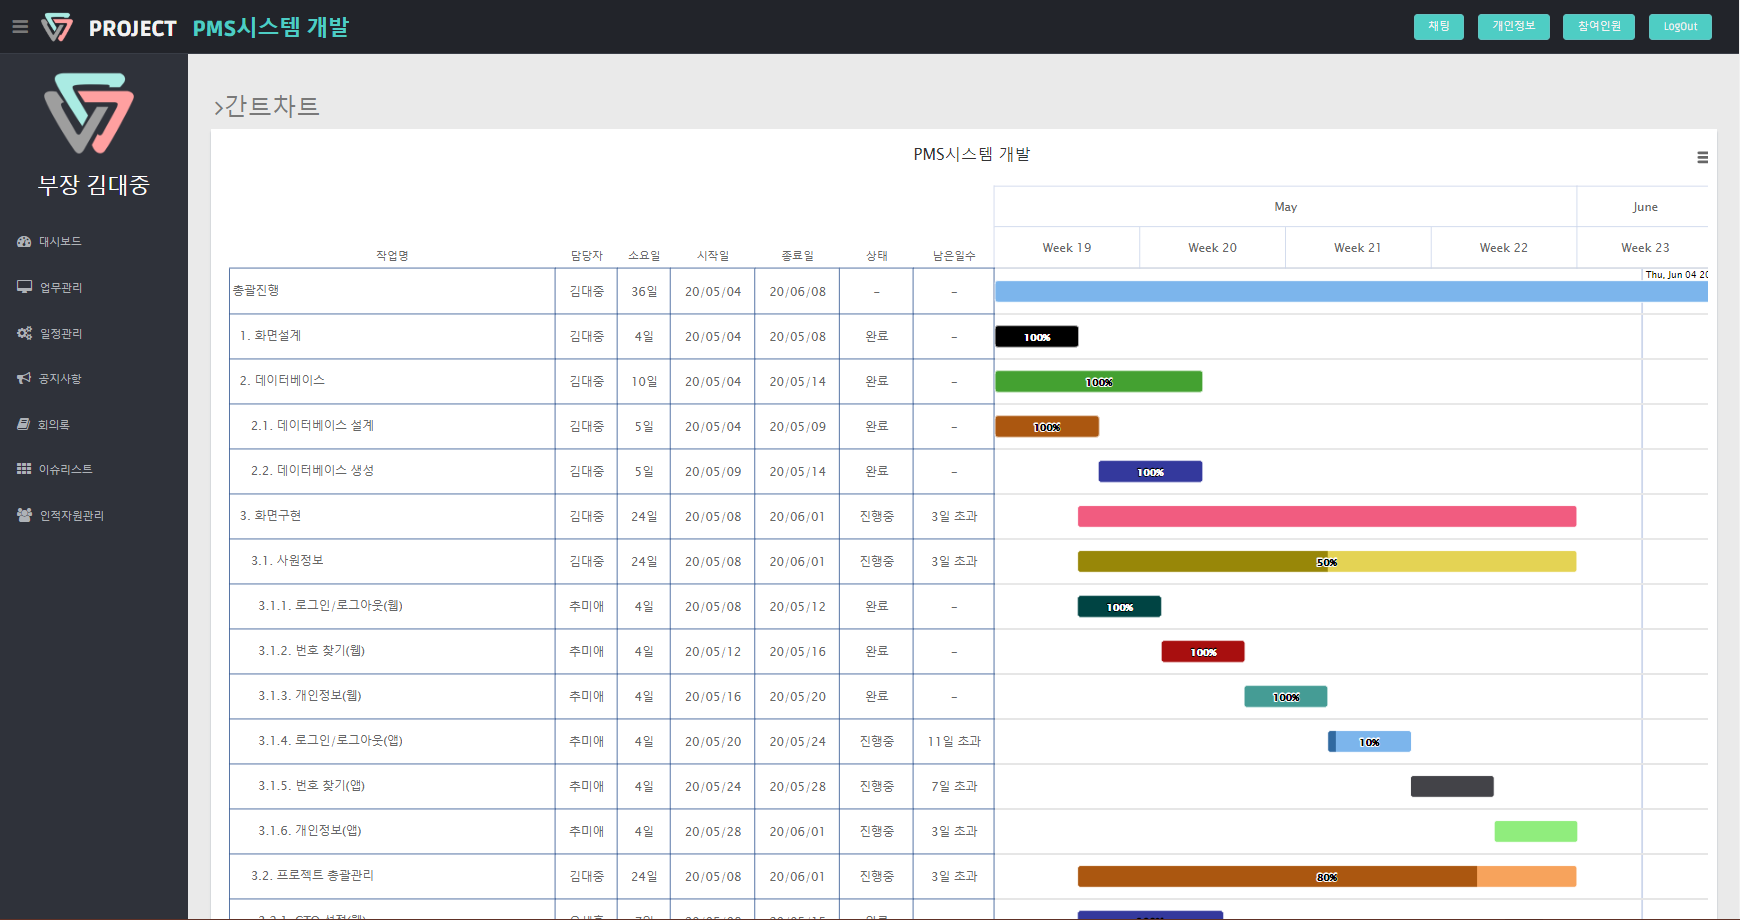 PROJECT PMS시스템 개발
채팅 개인정보 참여인원 LogOut
부장 김대중
대시보드
업무관리
일정관리
공지사항
회의록
이슈리스트
인적자원관리
>간트차트
PMS시스템 개발
May June
Week 19 Week 20 Week 21 Week 22 Week 23
작업명 담당자 소요일 시작일 종료일 상태 남은일수
Thu, Jun 04 20
총괄진행 김대중 36일 20/05/04 20/06/08 – –
1. 화면설계 김대중 4일 20/05/04 20/05/08 완료 – 100%
2. 데이터베이스 김대중 10일 20/05/04 20/05/14 완료 – 100%
2.1. 데이터베이스 설계 김대중 5일 20/05/04 20/05/09 완료 – 100%
2.2. 데이터베이스 생성 김대중 5일 20/05/09 20/05/14 완료 – 100%
3. 화면구현 김대중 24일 20/05/08 20/06/01 진행중 3일 초과
3.1. 사원정보 김대중 24일 20/05/08 20/06/01 진행중 3일 초과 50%
3.1.1. 로그인/로그아웃(웹) 추미애 4일 20/05/08 20/05/12 완료 – 100%
3.1.2. 번호 찾기(웹) 추미애 4일 20/05/12 20/05/16 완료 – 100%
3.1.3. 개인정보(웹) 추미애 4일 20/05/16 20/05/20 완료 – 100%
3.1.4. 로그인/로그아웃(앱) 추미애 4일 20/05/20 20/05/24 진행중 11일 초과 10%
3.1.5. 번호 찾기(앱) 추미애 4일 20/05/24 20/05/28 진행중 7일 초과
3.1.6. 개인정보(앱) 추미애 4일 20/05/28 20/06/01 진행중 3일 초과
3.2. 프로젝트 총괄관리 김대중 24일 20/05/08 20/06/01 진행중 3일 초과 80%